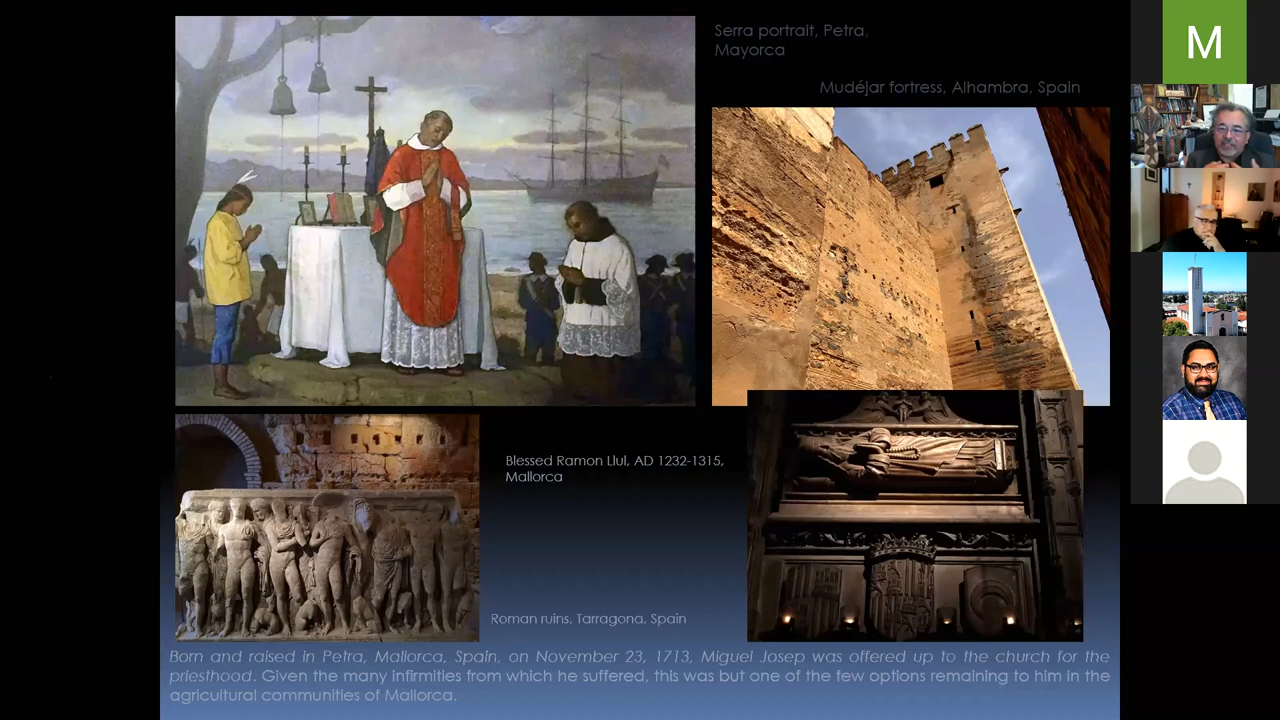 Serra portrait, Petra,
Mayorca
Mudéjar fortress, Alhambra, Spain
M
Blessed Ramon Llul, AD 1232-1315,
Mallorca
Roman ruins, Tarragona, Spain
Born and raised in Petra, Mallorca, Spain, on November 23, 1713, Miguel Josep was offered up to the church for the
priesthood. Given the many infirmities from which he suffered, this was but one of the few options remaining to him in the
agricultural communities of Mallorca.